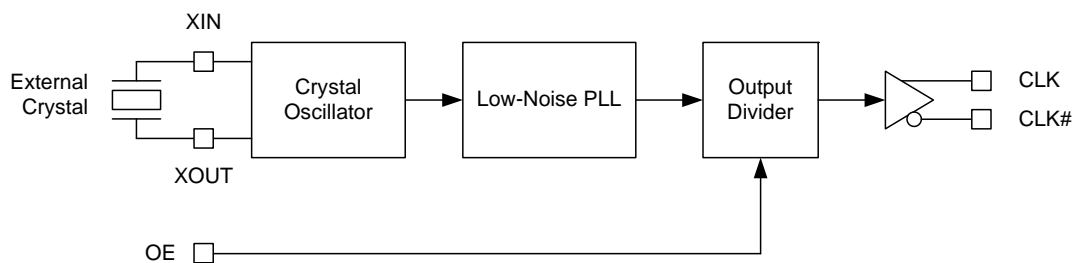 XIN
External
Crystal
XOUT
Crystal
Oscillator
Low-Noise PLL
Output
Divider
CLK
CLK#
OE